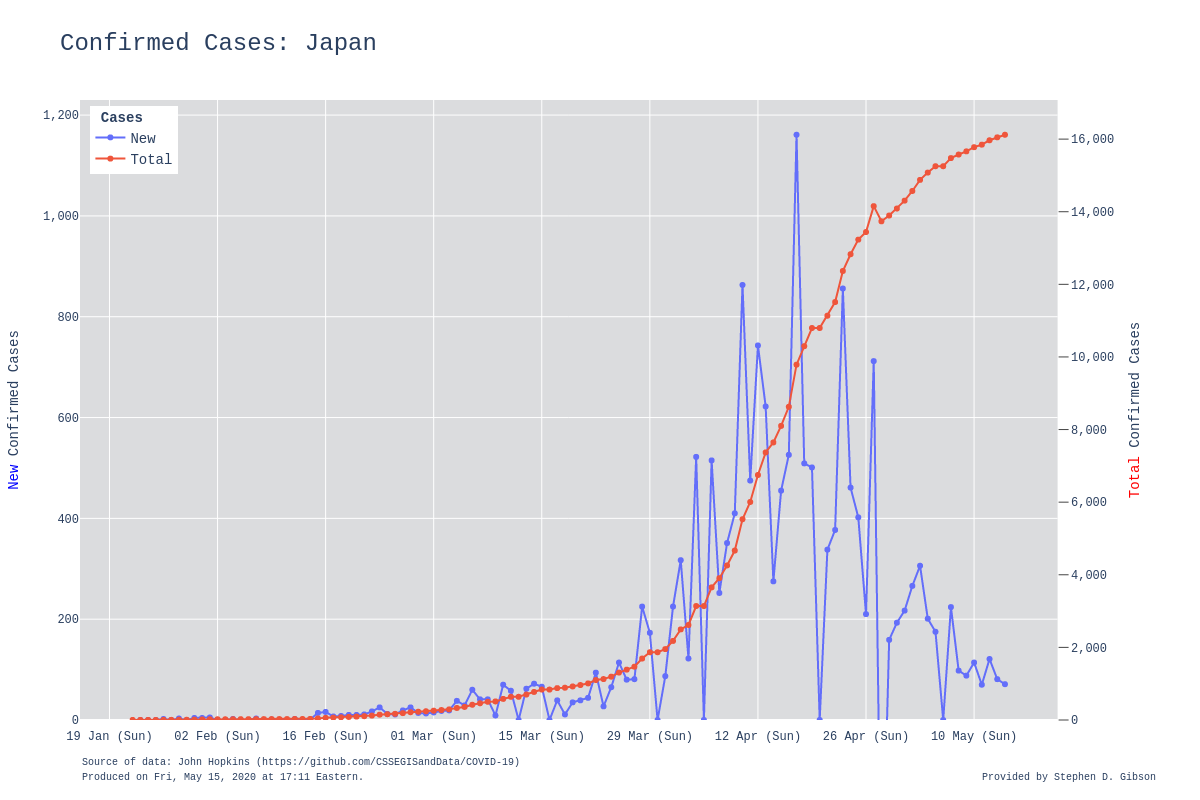 Confirmed Cases: Japan
Cases
New
Total
1,200
1,000
800
600
400
200
0
16,000
14,000
12,000
10,000
8,000
6,000
4,000
2,000
0
New Confirmed Cases
Total Confirmed Cases
19 Jan (Sun) 02 Feb (Sun) 16 Feb (Sun) 01 Mar (Sun) 15 Mar (Sun) 29 Mar (Sun) 12 Apr (Sun) 26 Apr (Sun) 10 May (Sun)
Source of data: John Hopkins (https://github.com/CSSEGISandData/COVID-19)
Produced on Fri, May 15, 2020 at 17:11 Eastern.
Provided by Stephen D. Gibson